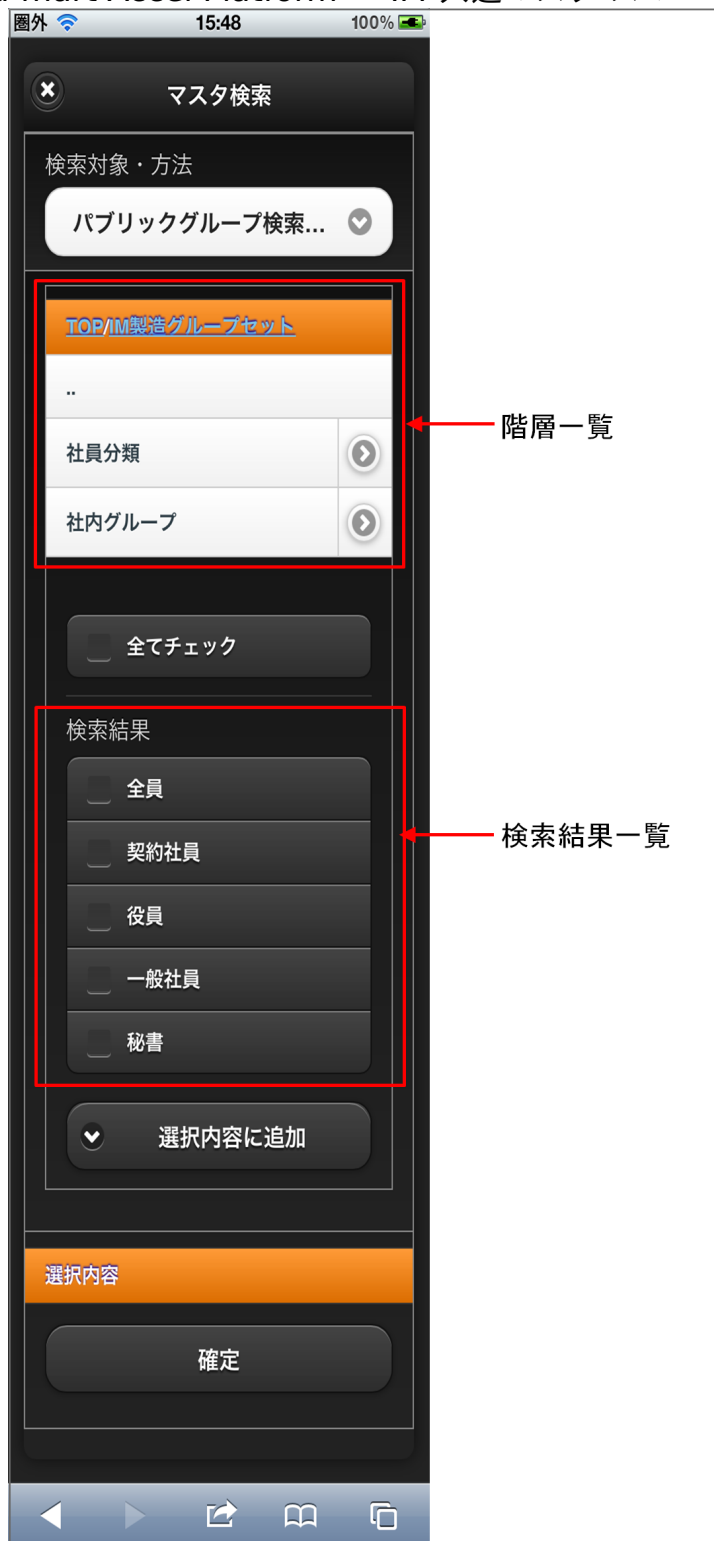 圏外 15:48 100%
マスタ検索
検索対象・方法
パブリックグループ検索...
TOP/IM製造グループセット
..
社員分類
社内グループ
階層一覧
全てチェック
検索結果
全員
契約社員
役員
一般社員
秘書
検索結果一覧
選択内容に追加
選択内容
確定